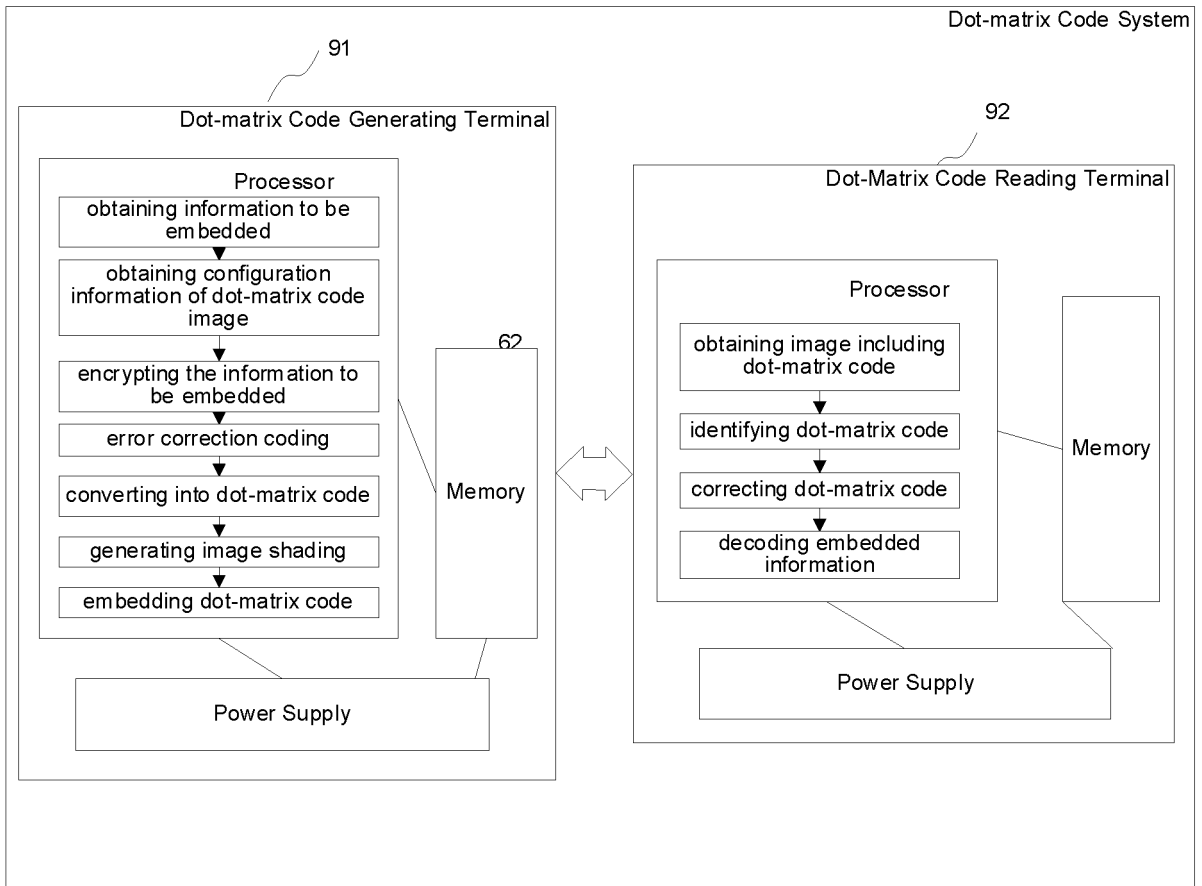 Dot-matrix Code System
91
Dot-matrix Code Generating Terminal
Processor
obtaining information to be
embedded
obtaining configuration
information of dot-matrix code
image
encrypting the information to
be embedded
error correction coding
converting into dot-matrix code
generating image shading
embedding dot-matrix code
62
Memory
Power Supply
92
Dot-Matrix Code Reading Terminal
Processor
obtaining image including
dot-matrix code
identifying dot-matrix code
correcting dot-matrix code
decoding embedded
information
Memory
Power Supply